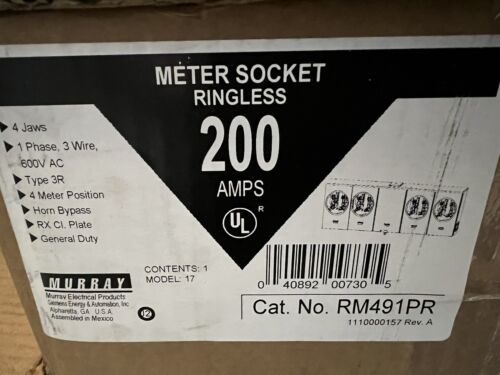 METER SOCKET
RINGLESS
200
AMPS
UL ®
4 Jaws
1 Phase, 3 Wire,
600V AC
Type 3R
4 Meter Position
Horn Bypass
RX Cl. Plate
General Duty
CONTENTS: 1
MODEL: 17
MURRAY
Murray Electrical Products
Siemens Energy & Automation, Inc
Alpharetta, GA U.S.A.
Assembled in Mexico
12
0 40892 00730 5
Cat. No. RM491PR
1110000157 Rev. A